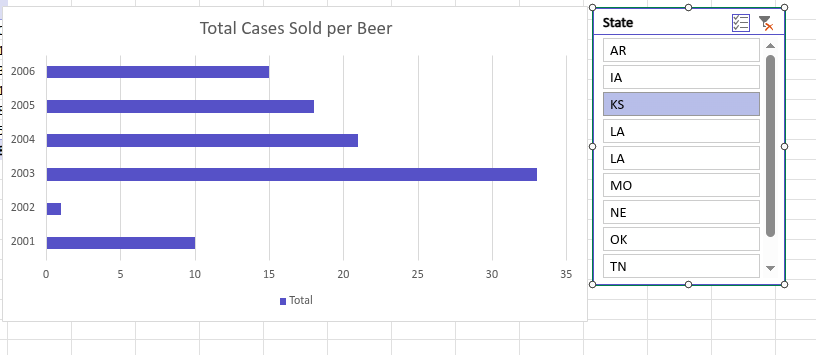 Total Cases Sold per Beer
2006
2005
2004
2003
2002
2001
0 5 10 15 20 25 30 35
Total
State
AR
IA
KS
LA
LA
MO
NE
OK
TN